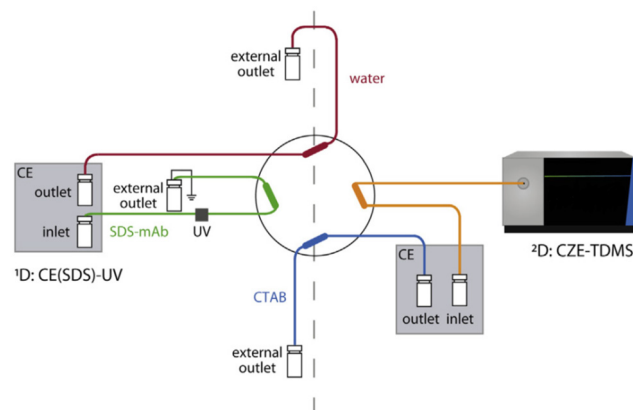 external
outlet
water
CE
outlet
inlet
external
outlet
SDS-mAb
UV
¹D: CE(SDS)-UV
CE
outlet
inlet
²D: CZE-TDMS
CTAB
external
outlet